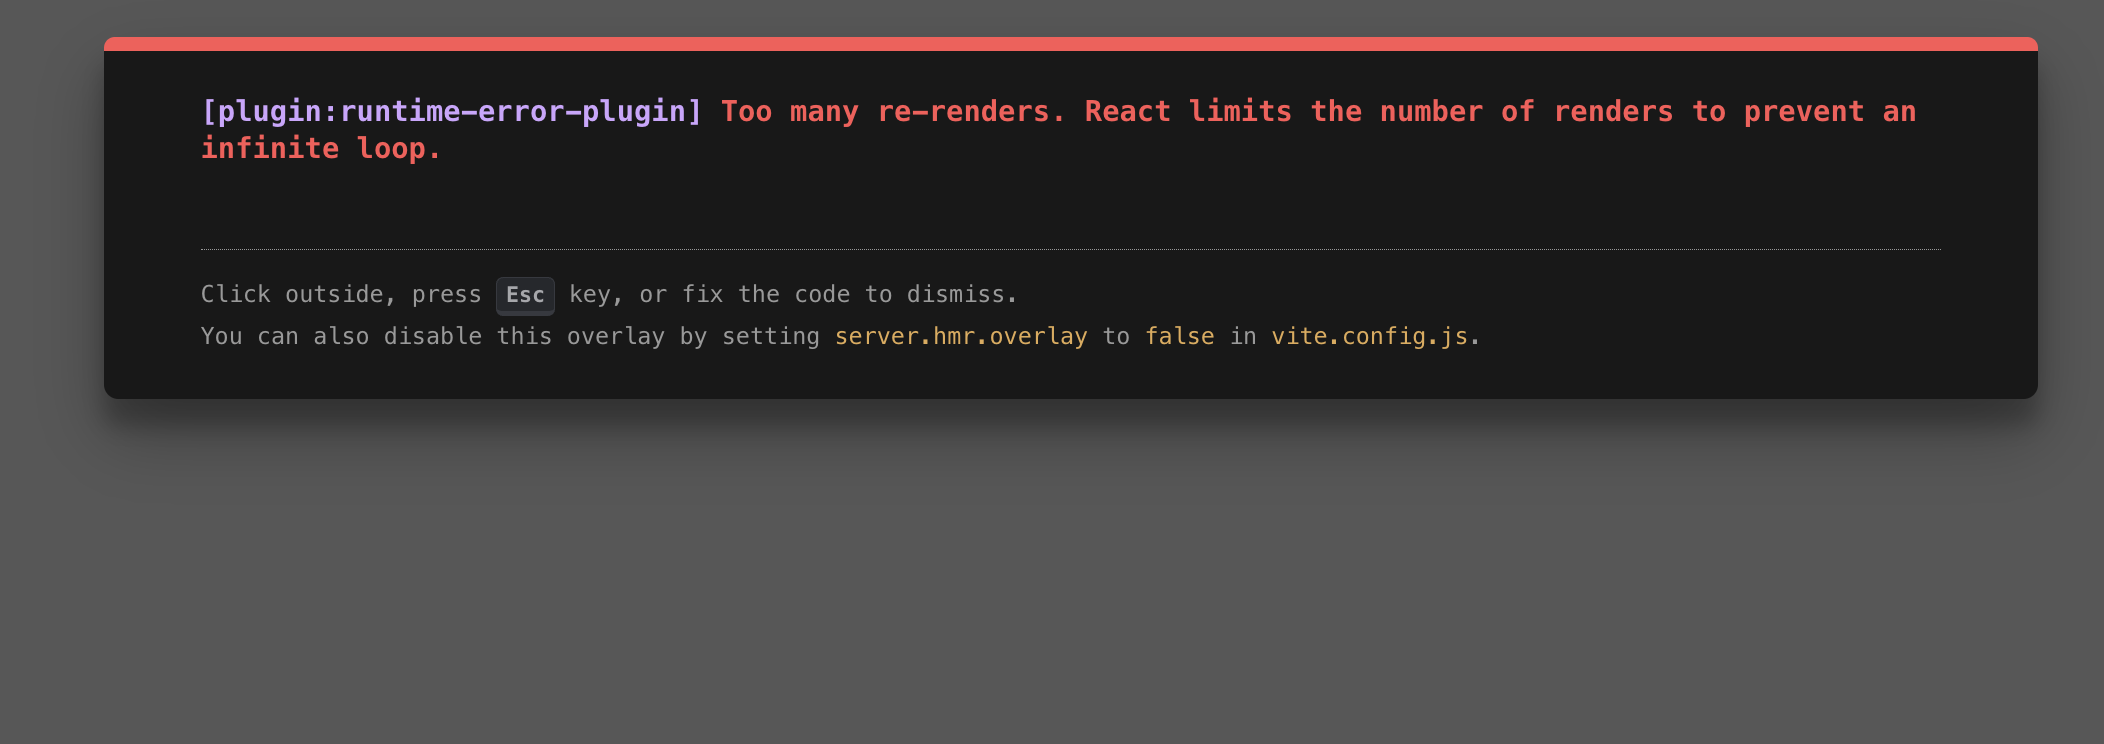 [plugin:runtime-error-plugin] Too many re-renders. React limits the number of renders to prevent an
infinite loop.
Click outside, press Esc key, or fix the code to dismiss.
You can also disable this overlay by setting server.hmr.overlay to false in vite.config.js.